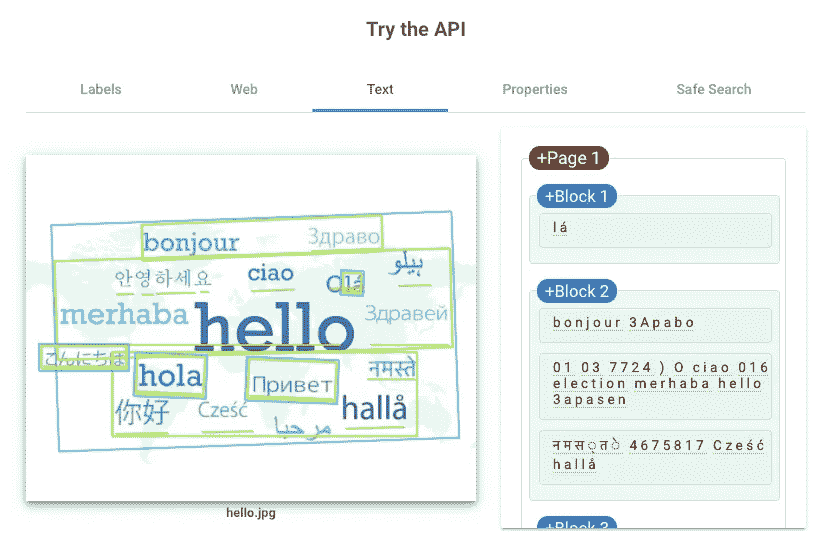 Try the API
Labels Web Text Properties Safe Search
bonjour Здраво
안녕하세요 ciao Olá ہیلو
merhaba hello Здравей
こんにちは hola Привет नमस्ते
你好 Cześć مرحبا hallå
hello.jpg
+Page 1
+Block 1
lá
+Block 2
bonjour 3Apabo
01 03 7724 ) O ciao 016
election merhaba hello
3apasen
नमस्ते 4675817 Cześć
hallå
+Block 3